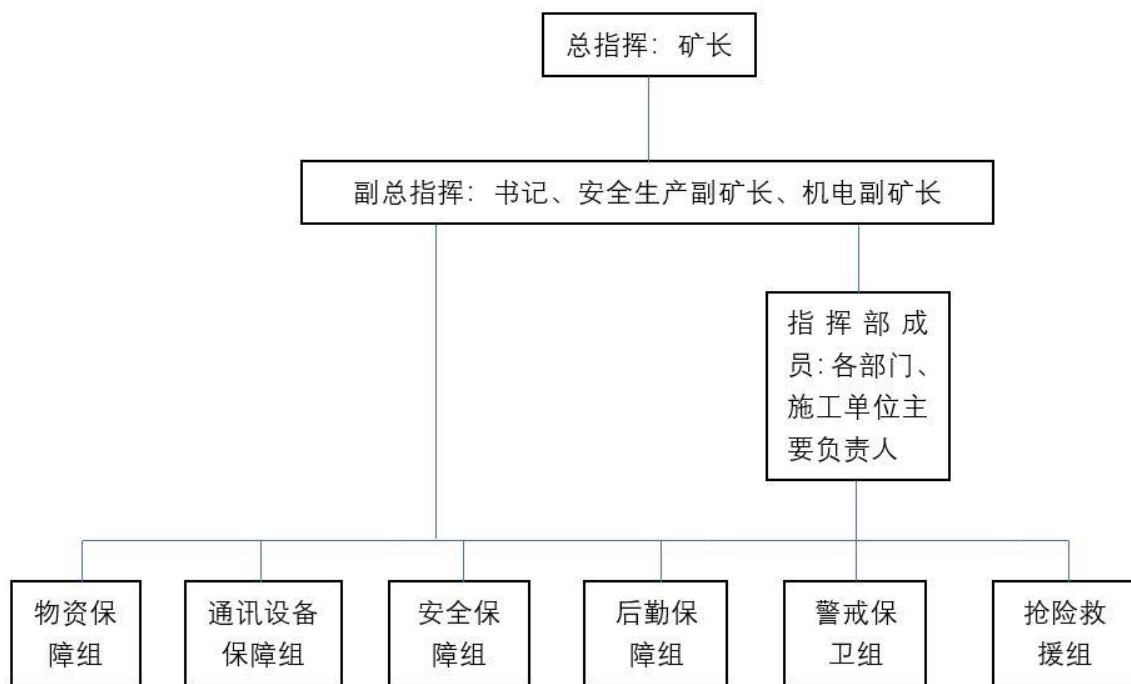 总指挥：矿长
副总指挥：书记、安全生产副矿长、机电副矿长
指挥部成
员：各部门、
施工单位主
要负责人
物资保
障组
通讯设备
保障组
安全保
障组
后勤保
障组
警戒保
卫组
抢险救
援组